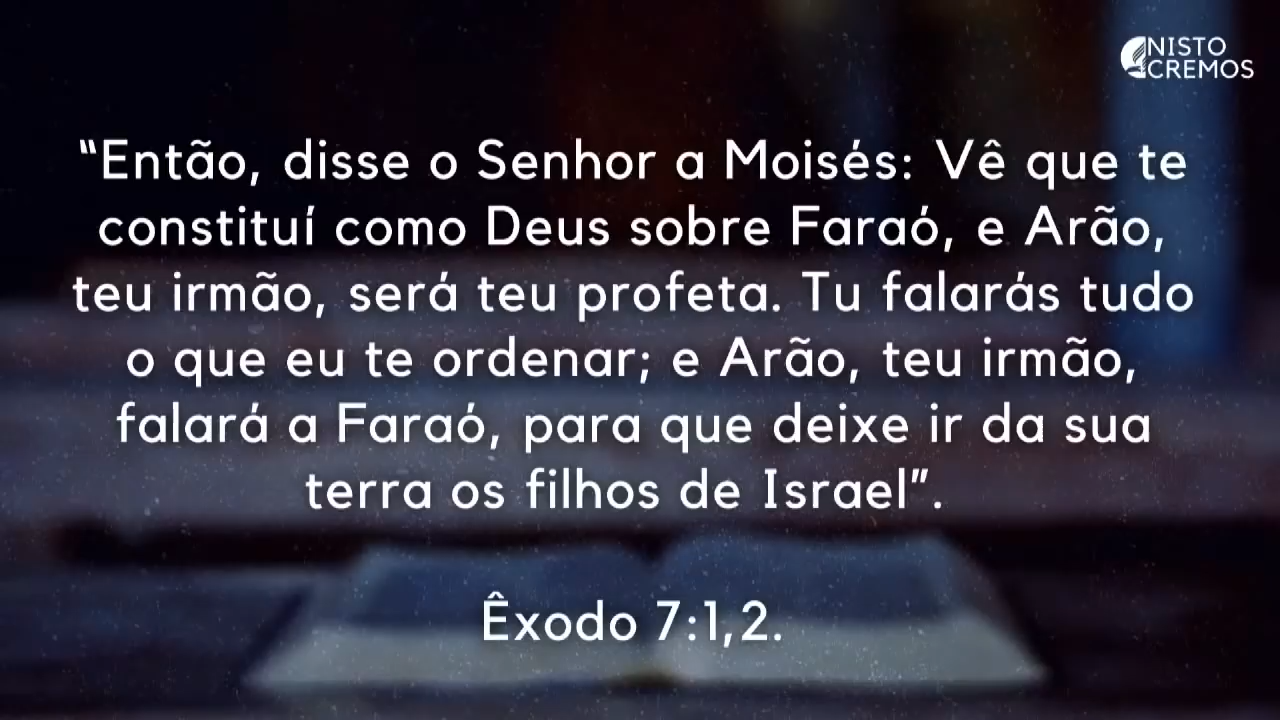 NISTO
CREMOS
“Então, disse o Senhor a Moisés: Vê que te
constituí como Deus sobre Faraó, e Arão,
teu irmão, será teu profeta. Tu falarás tudo
o que eu te ordenar; e Arão, teu irmão,
falará a Faraó, para que deixe ir da sua
terra os filhos de Israel”.
Êxodo 7:1,2.